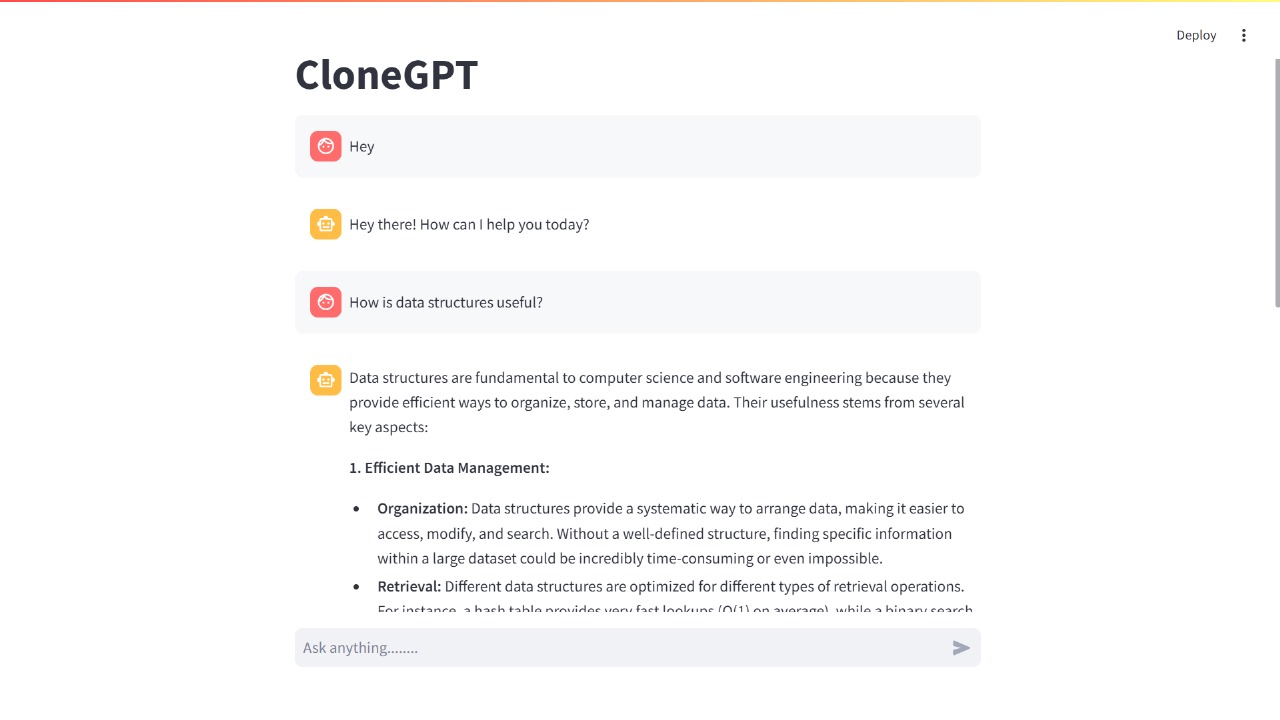 Deploy
CloneGPT
Hey
Hey there! How can I help you today?
How is data structures useful?
Data structures are fundamental to computer science and software engineering because they
provide efficient ways to organize, store, and manage data. Their usefulness stems from several
key aspects:
1. Efficient Data Management:
• Organization: Data structures provide a systematic way to arrange data, making it easier to
access, modify, and search. Without a well-defined structure, finding specific information
within a large dataset could be incredibly time-consuming or even impossible.
• Retrieval: Different data structures are optimized for different types of retrieval operations.
For instance, a hash table provides very fast lookups (O(1) on average), while a binary search
Ask anything........